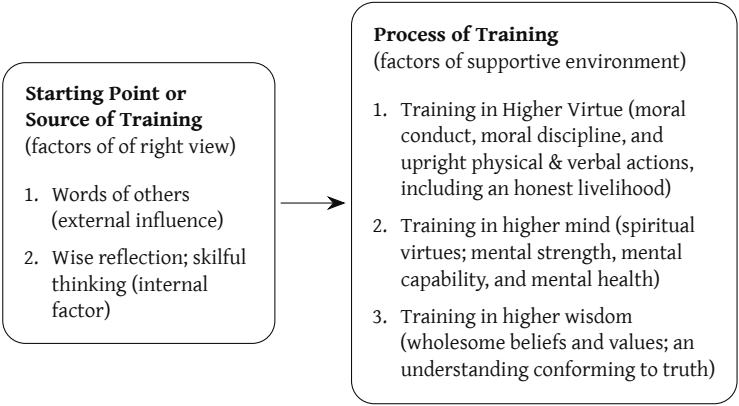 Starting Point or
Source of Training
(factors of of right view)
1. Words of others
(external influence)
2. Wise reflection; skilful
thinking (internal
factor)
Process of Training
(factors of supportive environment)
1. Training in Higher Virtue (moral
conduct, moral discipline, and
upright physical & verbal actions,
including an honest livelihood)
2. Training in higher mind (spiritual
virtues; mental strength, mental
capability, and mental health)
3. Training in higher wisdom
(wholesome beliefs and values; an
understanding conforming to truth)